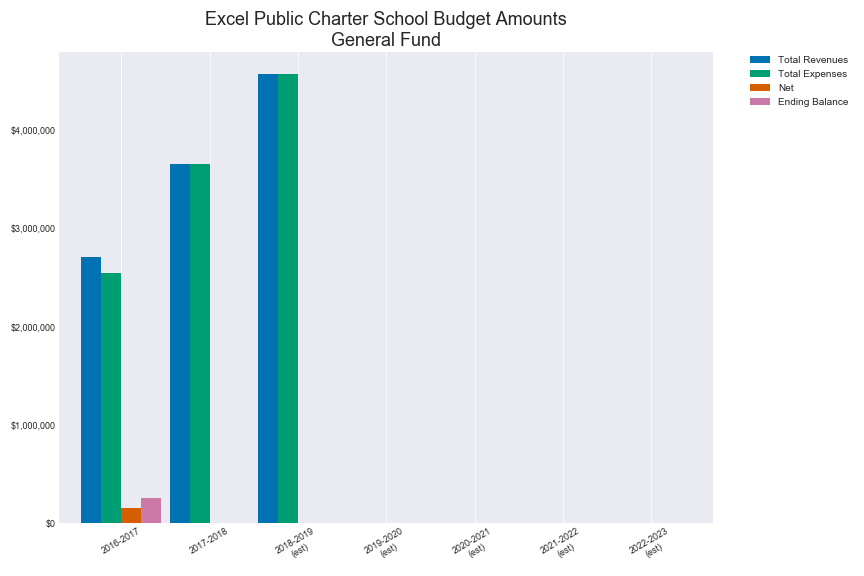 Excel Public Charter School Budget Amounts
General Fund
Total Revenues
Total Expenses
Net
Ending Balance
$4,000,000
$3,000,000
$2,000,000
$1,000,000
$0
2016-2017
2017-2018
2018-2019
(est)
2019-2020
(est)
2020-2021
(est)
2021-2022
(est)
2022-2023
(est)